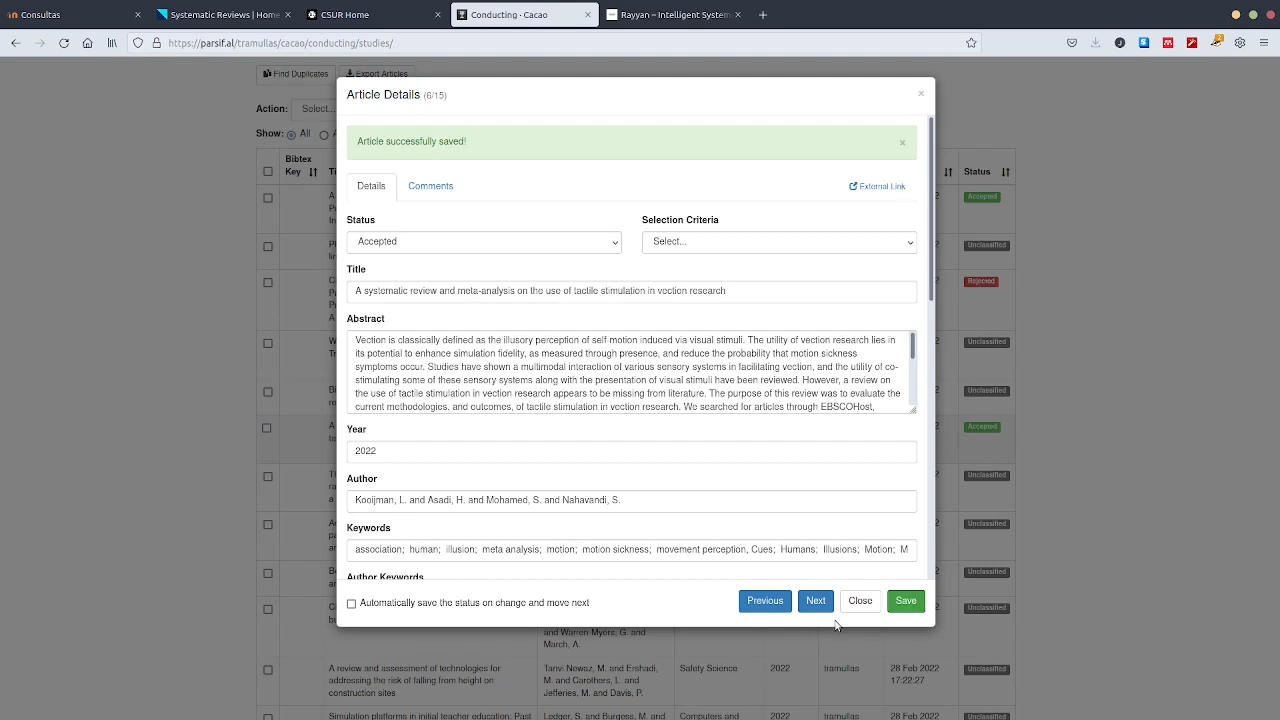 Consultas
Systematic Reviews | Home
CSUR Home
Conducting · Cacao
Rayyan – Intelligent System
https://parsif.al/tramullas/cacao/conducting/studies/
Find Duplicates
Export Articles
Action:
Select...
Show:
All
Article Details (6/15)
Article successfully saved!
Details
Comments
External Link
Status
Selection Criteria
Accepted
Select...
Title
A systematic review and meta-analysis on the use of tactile stimulation in vection research
Abstract
Vection is classically defined as the illusory perception of self motion induced via visual stimuli. The utility of vection research lies in
its potential to enhance simulation fidelity, as measured through presence, and reduce the probability that motion sickness
symptoms occur. Studies have shown a multimodal interaction of various sensory systems in facilitating vection, and the utility of co-
stimulating some of these sensory systems along with the presentation of visual stimuli have been reviewed. However, a review on
the use of tactile stimulation in vection research appears to be missing from literature. The purpose of this review was to evaluate the
current methodologies, and outcomes, of tactile stimulation in vection research. We searched for articles through EBSCOHost,
Year
2022
Author
Kooijman, L. and Asadi, H. and Mohamed, S. and Nahavandi, S.
Keywords
association; human; illusion; meta analysis; motion; motion sickness; movement perception, Cues; Humans; Illusions; Motion; M
Author Keywords
Automatically save the status on change and move next
Previous
Next
Close
Save
Bibtex
Key
Status
Accepted
Unclassified
Rejected
Unclassified
Unclassified
Accepted
Unclassified
Unclassified
Unclassified
Unclassified
and Warren-Myers, G. and
March, A.
A review and assessment of technologies for
addressing the risk of falling from height on
construction sites
Tanvi Newaz, M. and Ershadi,
M. and Carothers, L. and
Jefferies, M. and Davis, P.
Safety Science
2022
tramullas
28 Feb 2022
17:22:27
Unclassified
Simulation platforms in initial teacher education: Past
Ledger, S. and Burgess, M. and
Computers and
2022
tramullas
28 Feb 2022
Unclassified